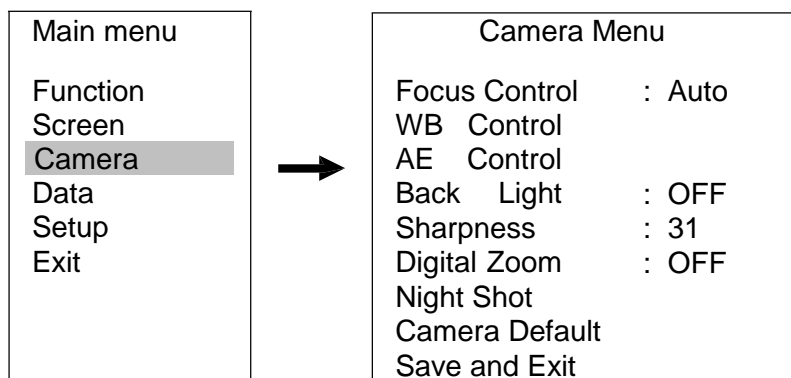 Main menu
Function
Screen
Camera
Data
Setup
Exit
Camera Menu
Focus Control : Auto
WB Control
AE Control
Back Light : OFF
Sharpness : 31
Digital Zoom : OFF
Night Shot
Camera Default
Save and Exit